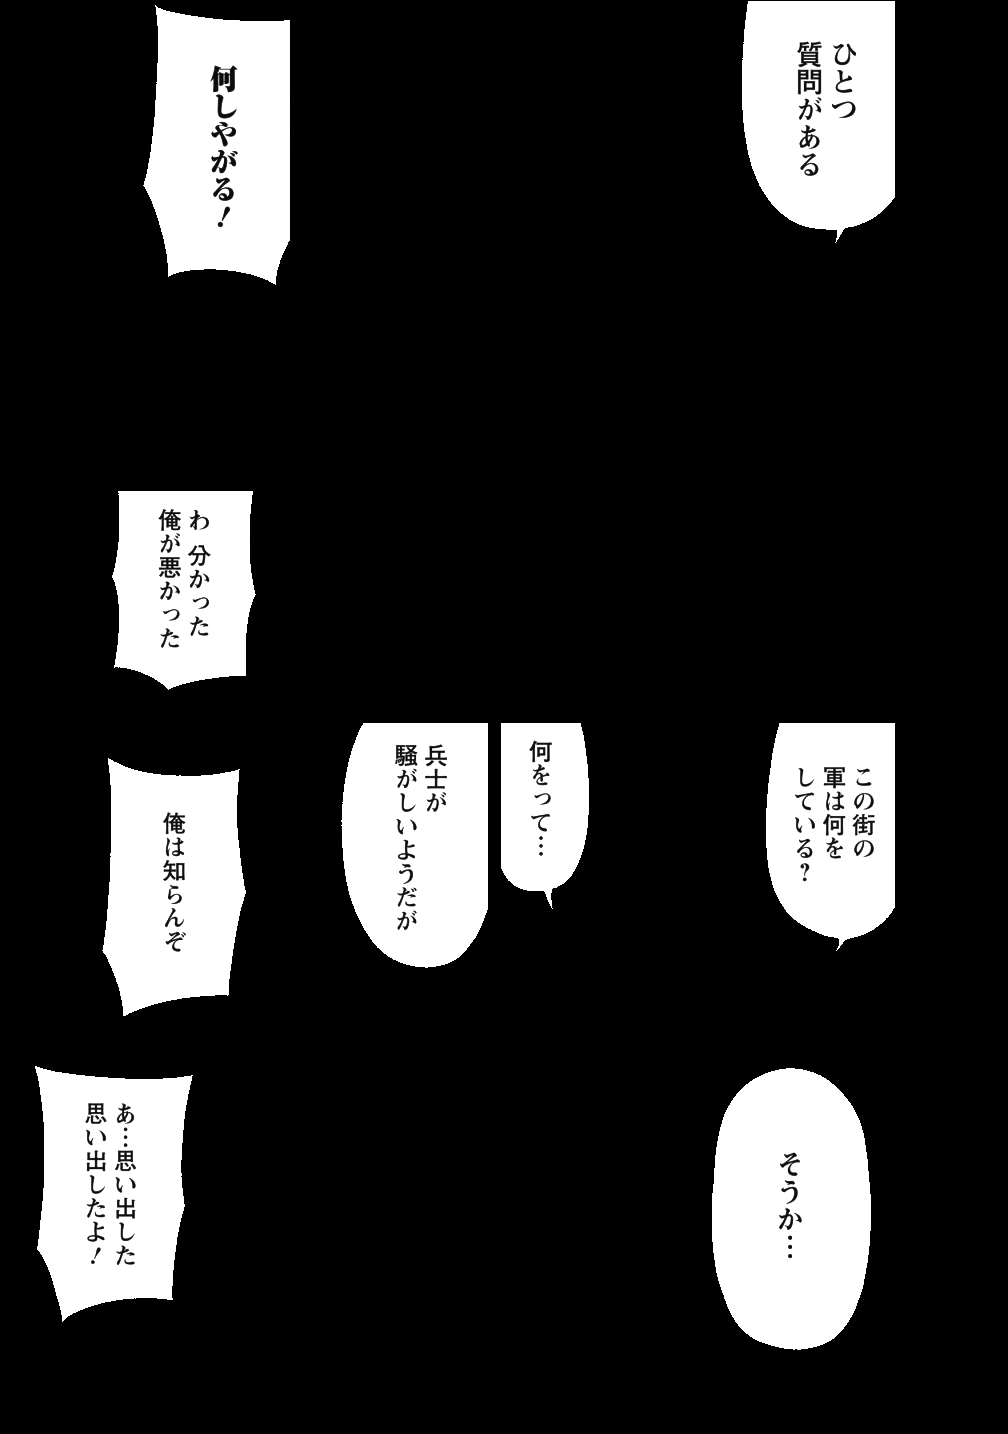 ひとつ
質問がある
何しやがる！
わ 分かった
俺が悪かった
この街の
軍は何を
している？
何をって…
兵士が
騒がしいようだが
俺は知らんぞ
そうか…
あ…思い出した
思い出したよ！